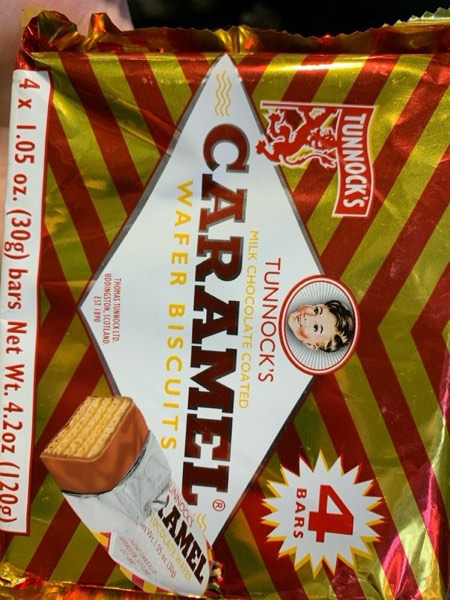 TUNNOCK'S
TUNNOCK'S
MILK CHOCOLATE COATED
CARAMEL®
WAFER BISCUITS
THOMAS TUNNOCK LTD.
UDDINGSTON, SCOTLAND.
EST 1890
4
BARS
4 x 1.05 oz. (30g) bars Net Wt. 4.2oz (120g)